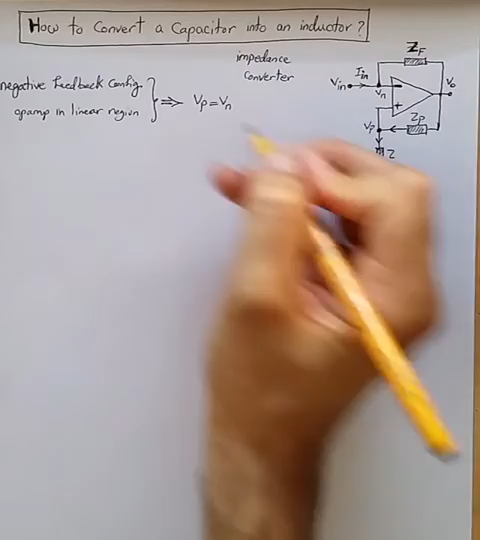 How to Convert a Capacitor into an inductor?
impedance
converter
negative feedback Config.
opamp in linear region
⇒ Vp=Vn
ZF
Iin
Vin
Vn
Vo
-
+
Zp
Vp
Z